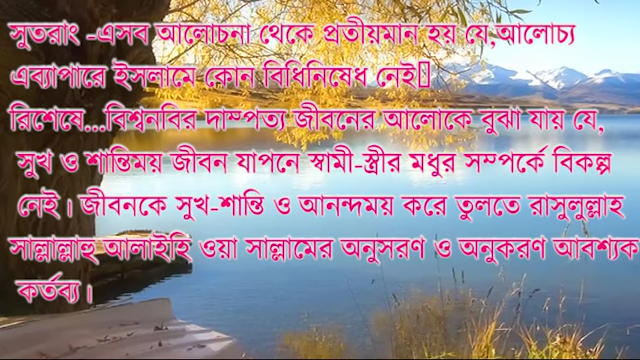 সুতরাং -এসব আলোচনা থেকে প্রতীয়মান হয় যে,আলোচ্য
এব্যাপারে ইসলামে কোন বিধিনিষেধ নেই
রিশেষে...বিশ্বনবির দাম্পত্য জীবনের আলোকে বুঝা যায় যে,
সুখ ও শান্তিময় জীবন যাপনে স্বামী-স্ত্রীর মধুর সম্পর্কে বিকল্প
নেই। জীবনকে সুখ-শান্তি ও আনন্দময় করে তুলতে রাসুলুল্লাহ
সাল্লাল্লাহু আলাইহি ওয়া সাল্লামের অনুসরণ ও অনুকরণ আবশ্যক
কর্তব্য।